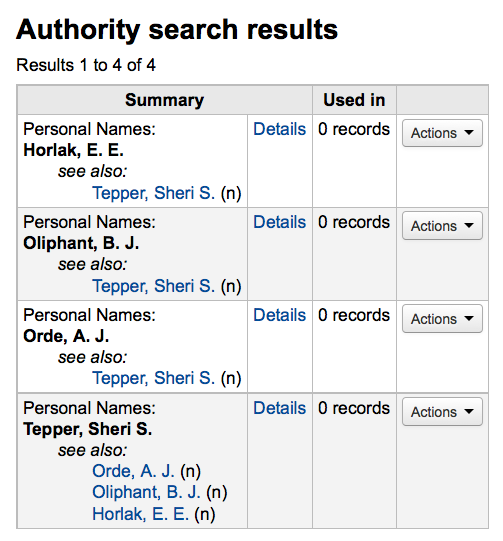 Authority search results
Results 1 to 4 of 4
Summary Used in
Personal Names: Details 0 records Actions
Horlak, E. E.
see also:
Tepper, Sheri S. (n)
Personal Names: Details 0 records Actions
Oliphant, B. J.
see also:
Tepper, Sheri S. (n)
Personal Names: Details 0 records Actions
Orde, A. J.
see also:
Tepper, Sheri S. (n)
Personal Names: Details 0 records Actions
Tepper, Sheri S.
see also:
Orde, A. J. (n)
Oliphant, B. J. (n)
Horlak, E. E. (n)